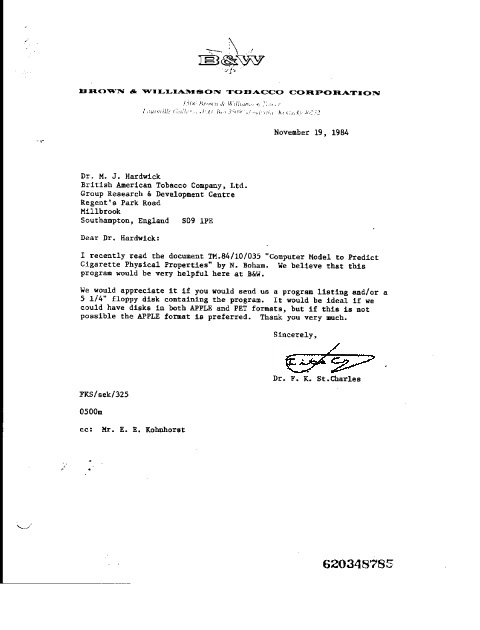 B&W
BROWN & WILLIAMSON TOBACCO CORPORATION
1500 Brown & Williamson Tower
Louisville Kentucky 40232
November 19, 1984
Dr. M. J. Hardwick
British American Tobacco Company, Ltd.
Group Research & Development Centre
Regent's Park Road
Millbrook
Southampton, England SO9 1PE
Dear Dr. Hardwick:
I recently read the document TM.84/10/035 "Computer Model to Predict
Cigarette Physical Properties" by N. Boham. We believe that this
program would be very helpful here at B&W.
We would appreciate it if you would send us a program listing and/or a
5 1/4" floppy disk containing the program. It would be ideal if we
could have disks in both APPLE and PET formats, but if this is not
possible the APPLE format is preferred. Thank you very much.
Sincerely,
Dr. F. K. St.Charles
FKS/sek/325
0500m
cc: Mr. E. E. Kohnhorst
620348785